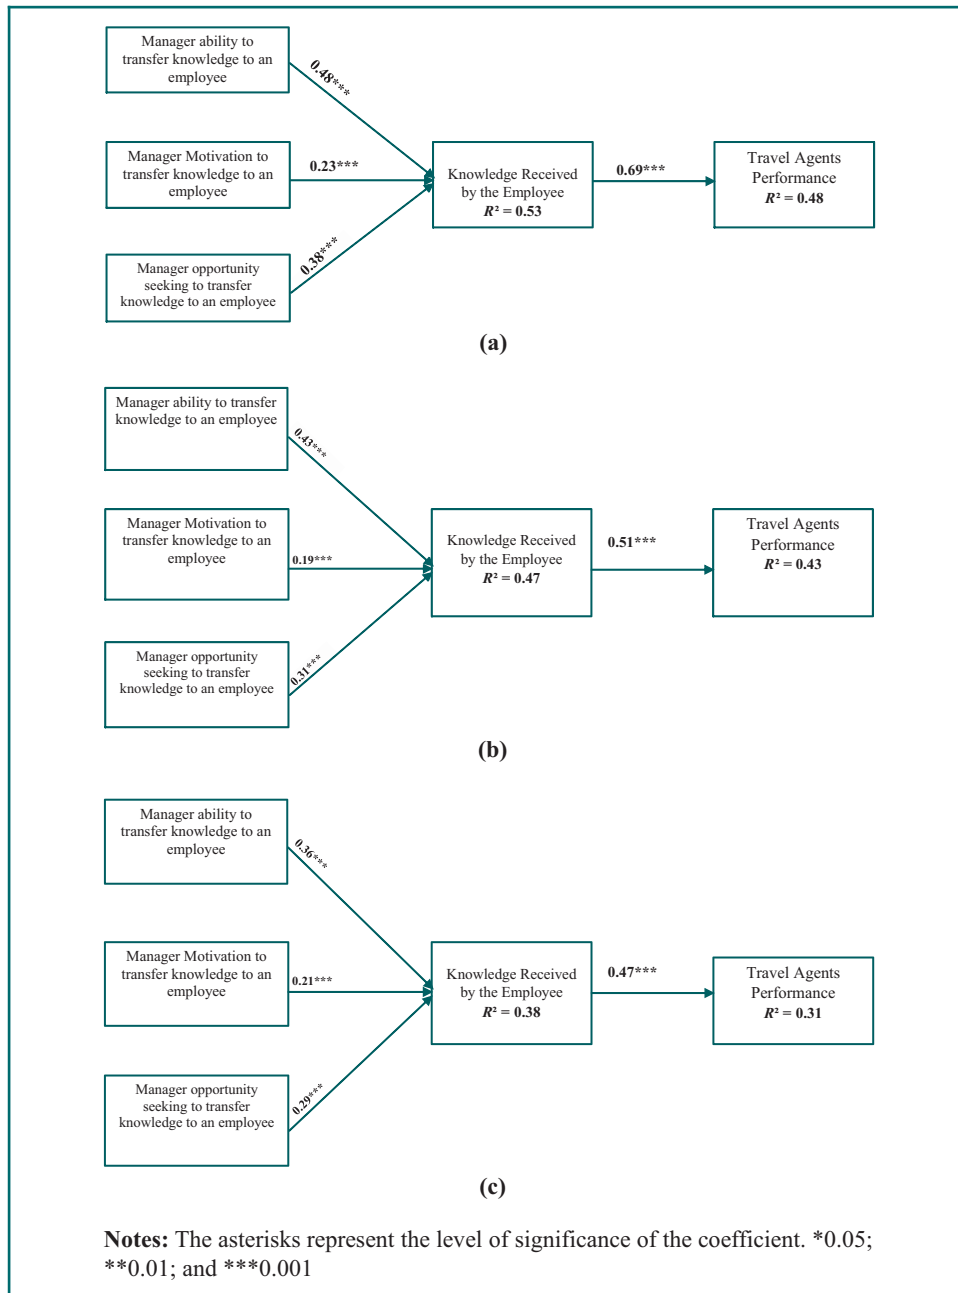 Manager ability to
transfer knowledge to an
employee
0.48***
Manager Motivation to
transfer knowledge to an
employee
0.23***
Knowledge Received
by the Employee
R² = 0.53
0.69***
Travel Agents
Performance
R² = 0.48
0.38***
Manager opportunity
seeking to transfer
knowledge to an employee
(a)
Manager ability to transfer
knowledge to an employee
0.43***
Manager Motivation to
transfer knowledge to an
employee
0.19***
Knowledge Received
by the Employee
R² = 0.47
0.51***
Travel Agents
Performance
R² = 0.43
0.31***
Manager opportunity
seeking to transfer
knowledge to an employee
(b)
Manager ability to
transfer knowledge to an
employee
0.36***
Manager Motivation to
transfer knowledge to an
employee
0.21***
Knowledge Received
by the Employee
R² = 0.38
0.47***
Travel Agents
Performance
R² = 0.31
0.29***
Manager opportunity
seeking to transfer
knowledge to an employee
(c)
Notes: The asterisks represent the level of significance of the coefficient. *0.05;
**0.01; and ***0.001